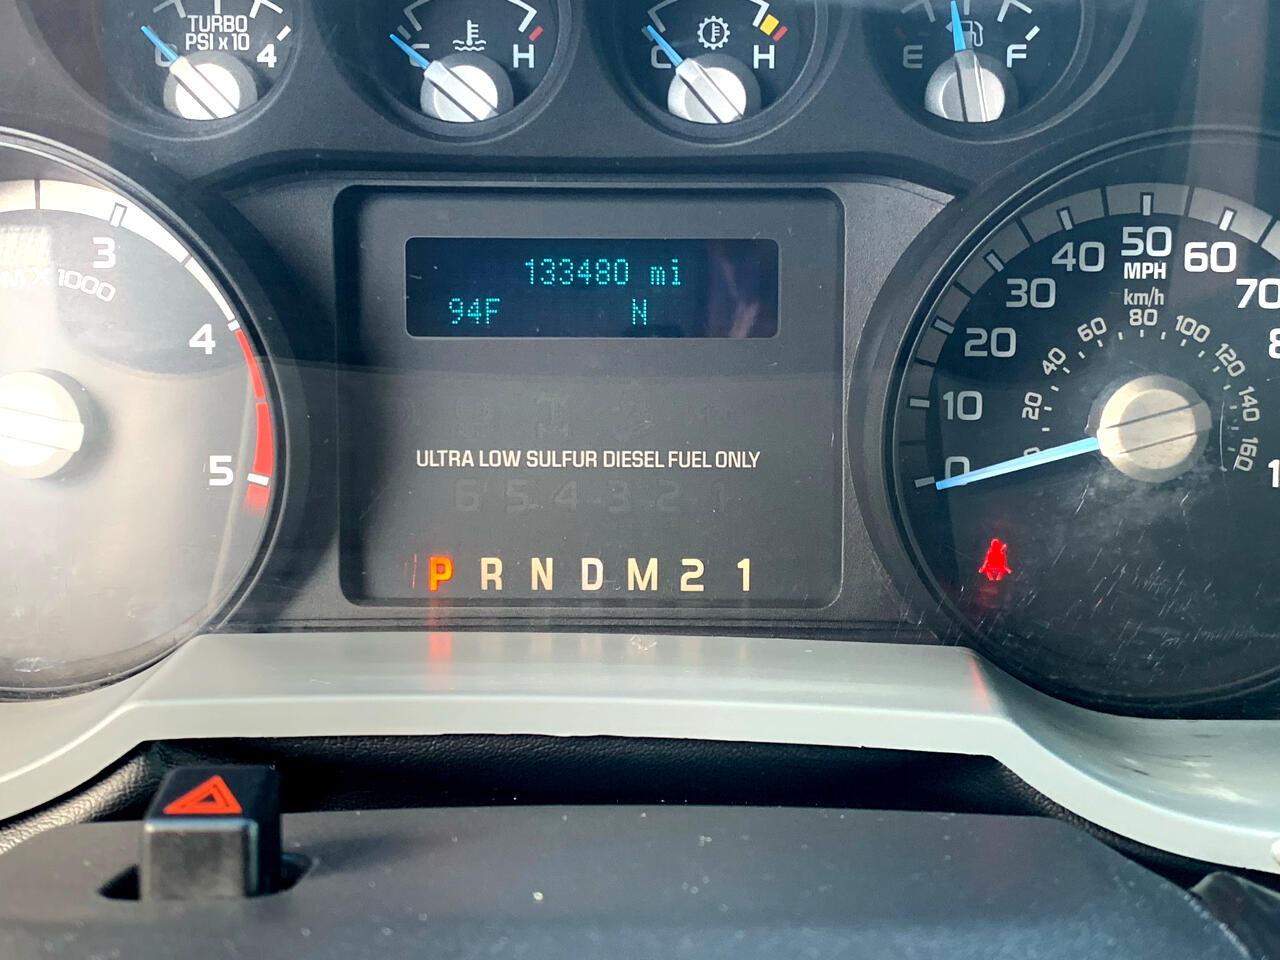 TURBO
PSI x 10
C 4
C H
C H
E F
3
x 1000
4
5
133480 mi
94F N
ULTRA LOW SULFUR DIESEL FUEL ONLY
6 5 4 3 2 1
P R N D M 2 1
0 10 20 30 40 50 60 70
MPH
km/h
20 40 60 80 100 120 140 160